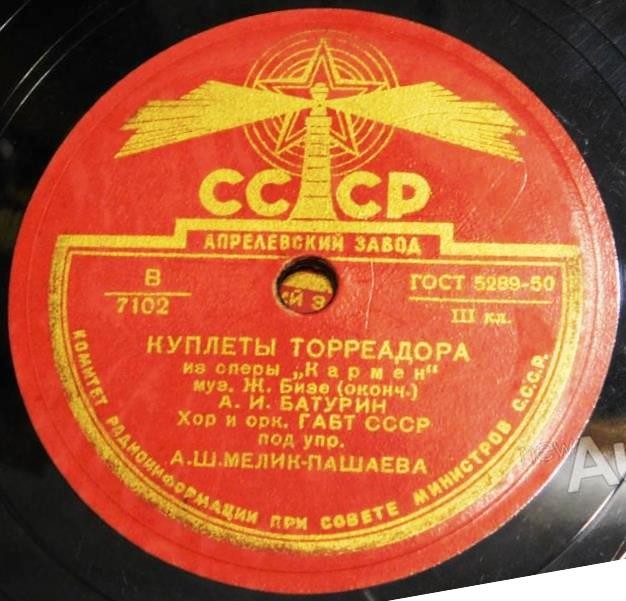 СССР
АПРЕЛЕВСКИЙ ЗАВОД
В
7102
ГОСТ 5289-50
III кл.
КУПЛЕТЫ ТОРРЕАДОРА
из оперы „Кармен“
муз. Ж. Бизе (оконч.)
А. И. БАТУРИН
Хор и орк. ГАБТ СССР
под упр.
А.Ш.МЕЛИК-ПАШАЕВА
КОМИТЕТ РАДИОИНФОРМАЦИИ ПРИ СОВЕТЕ МИНИСТРОВ С.С.С.Р.